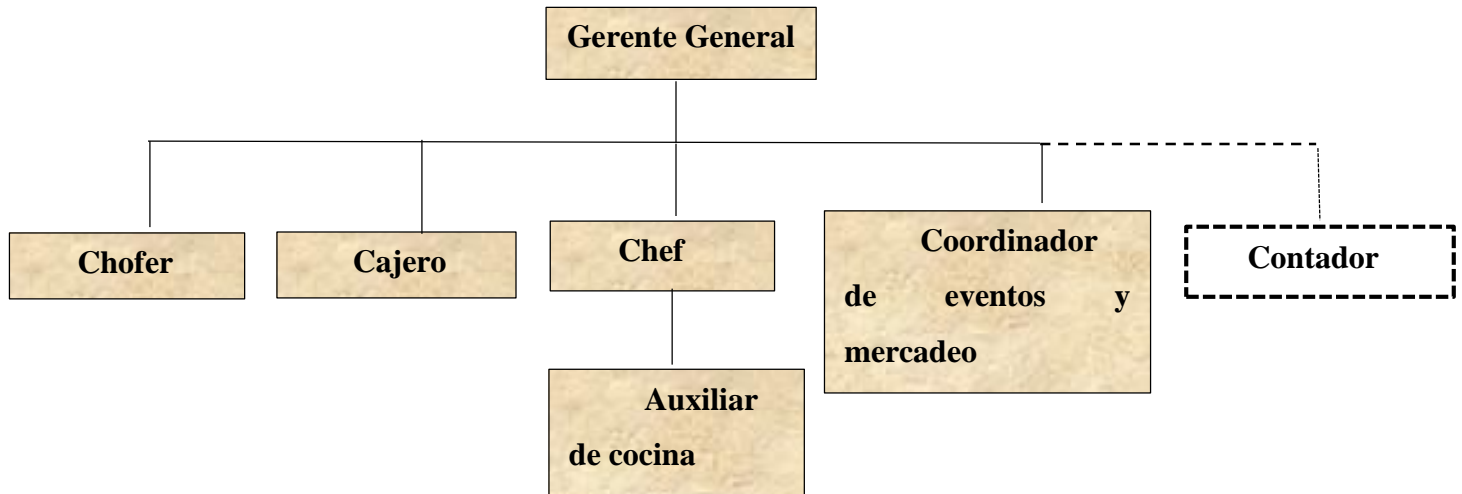 Gerente General
Chofer
Cajero
Chef
Coordinador
de eventos y
mercadeo
Contador
Auxiliar
de cocina